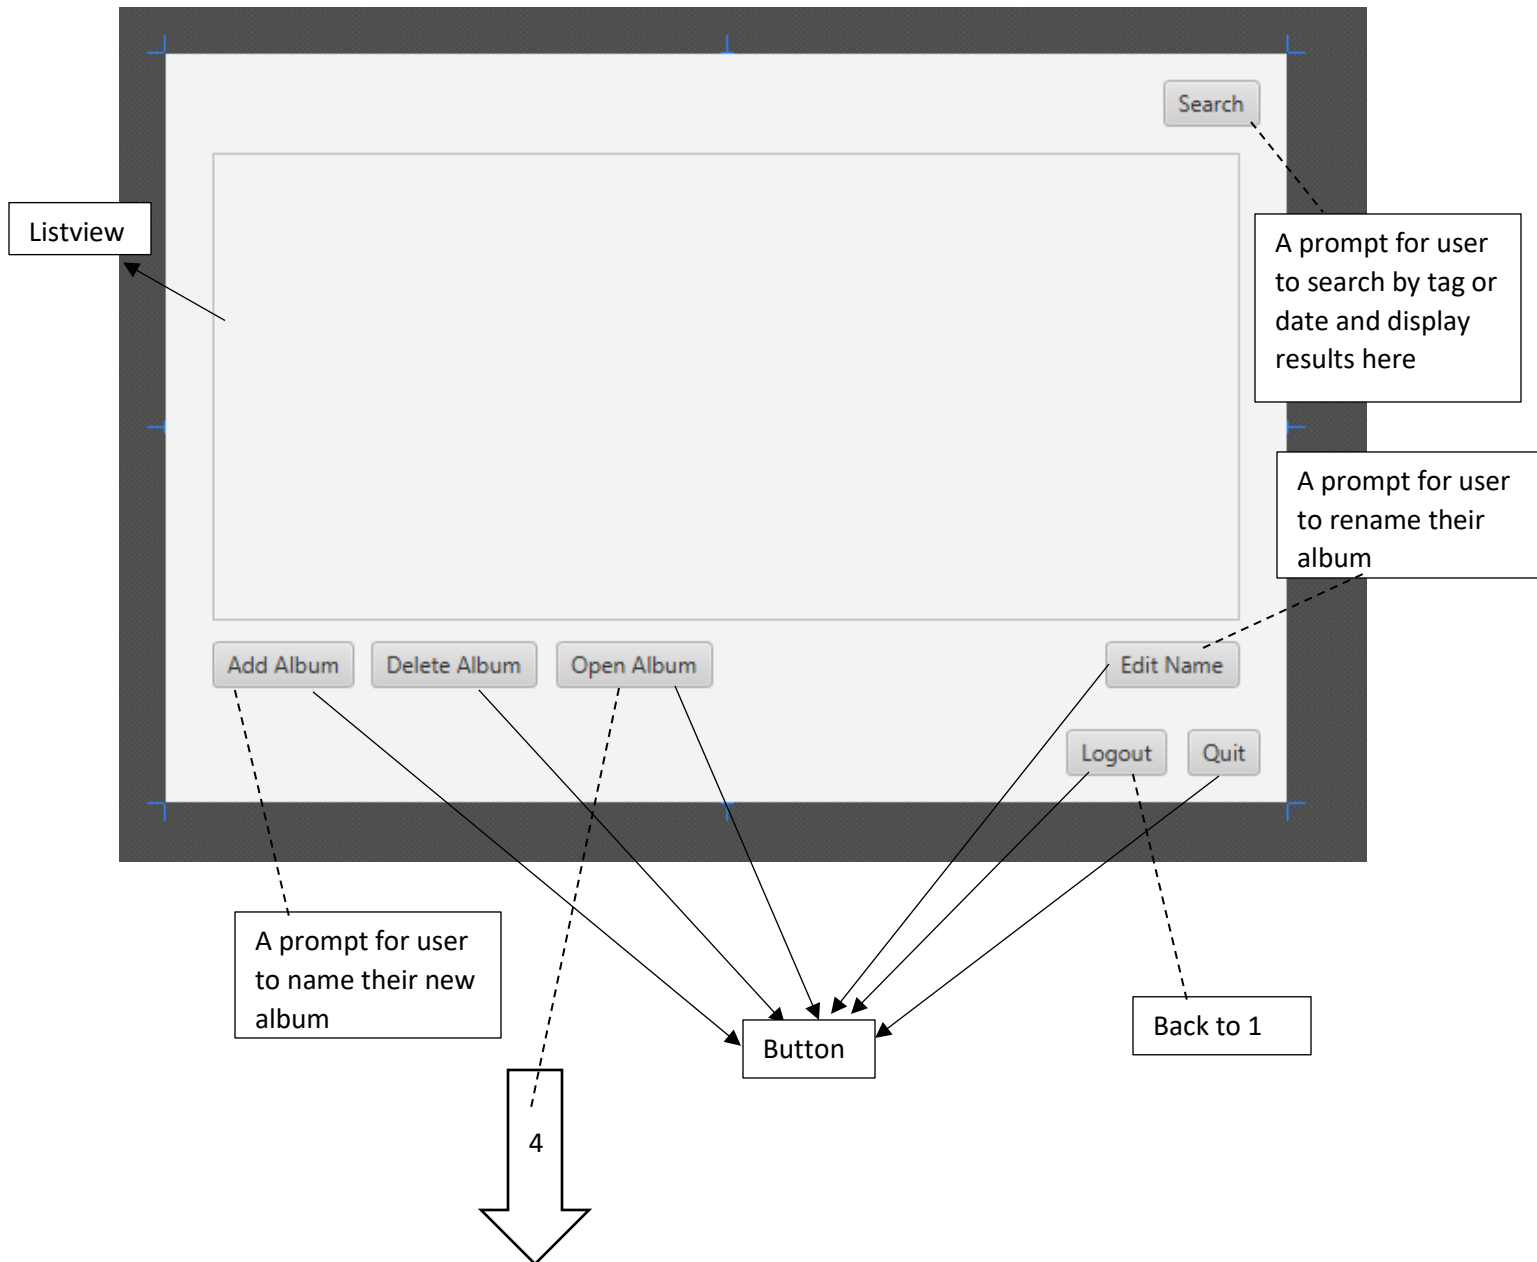 Search
Listview
A prompt for user
to search by tag or
date and display
results here
A prompt for user
to rename their
album
Add Album
Delete Album
Open Album
Edit Name
Logout
Quit
A prompt for user
to name their new
album
Button
Back to 1
4